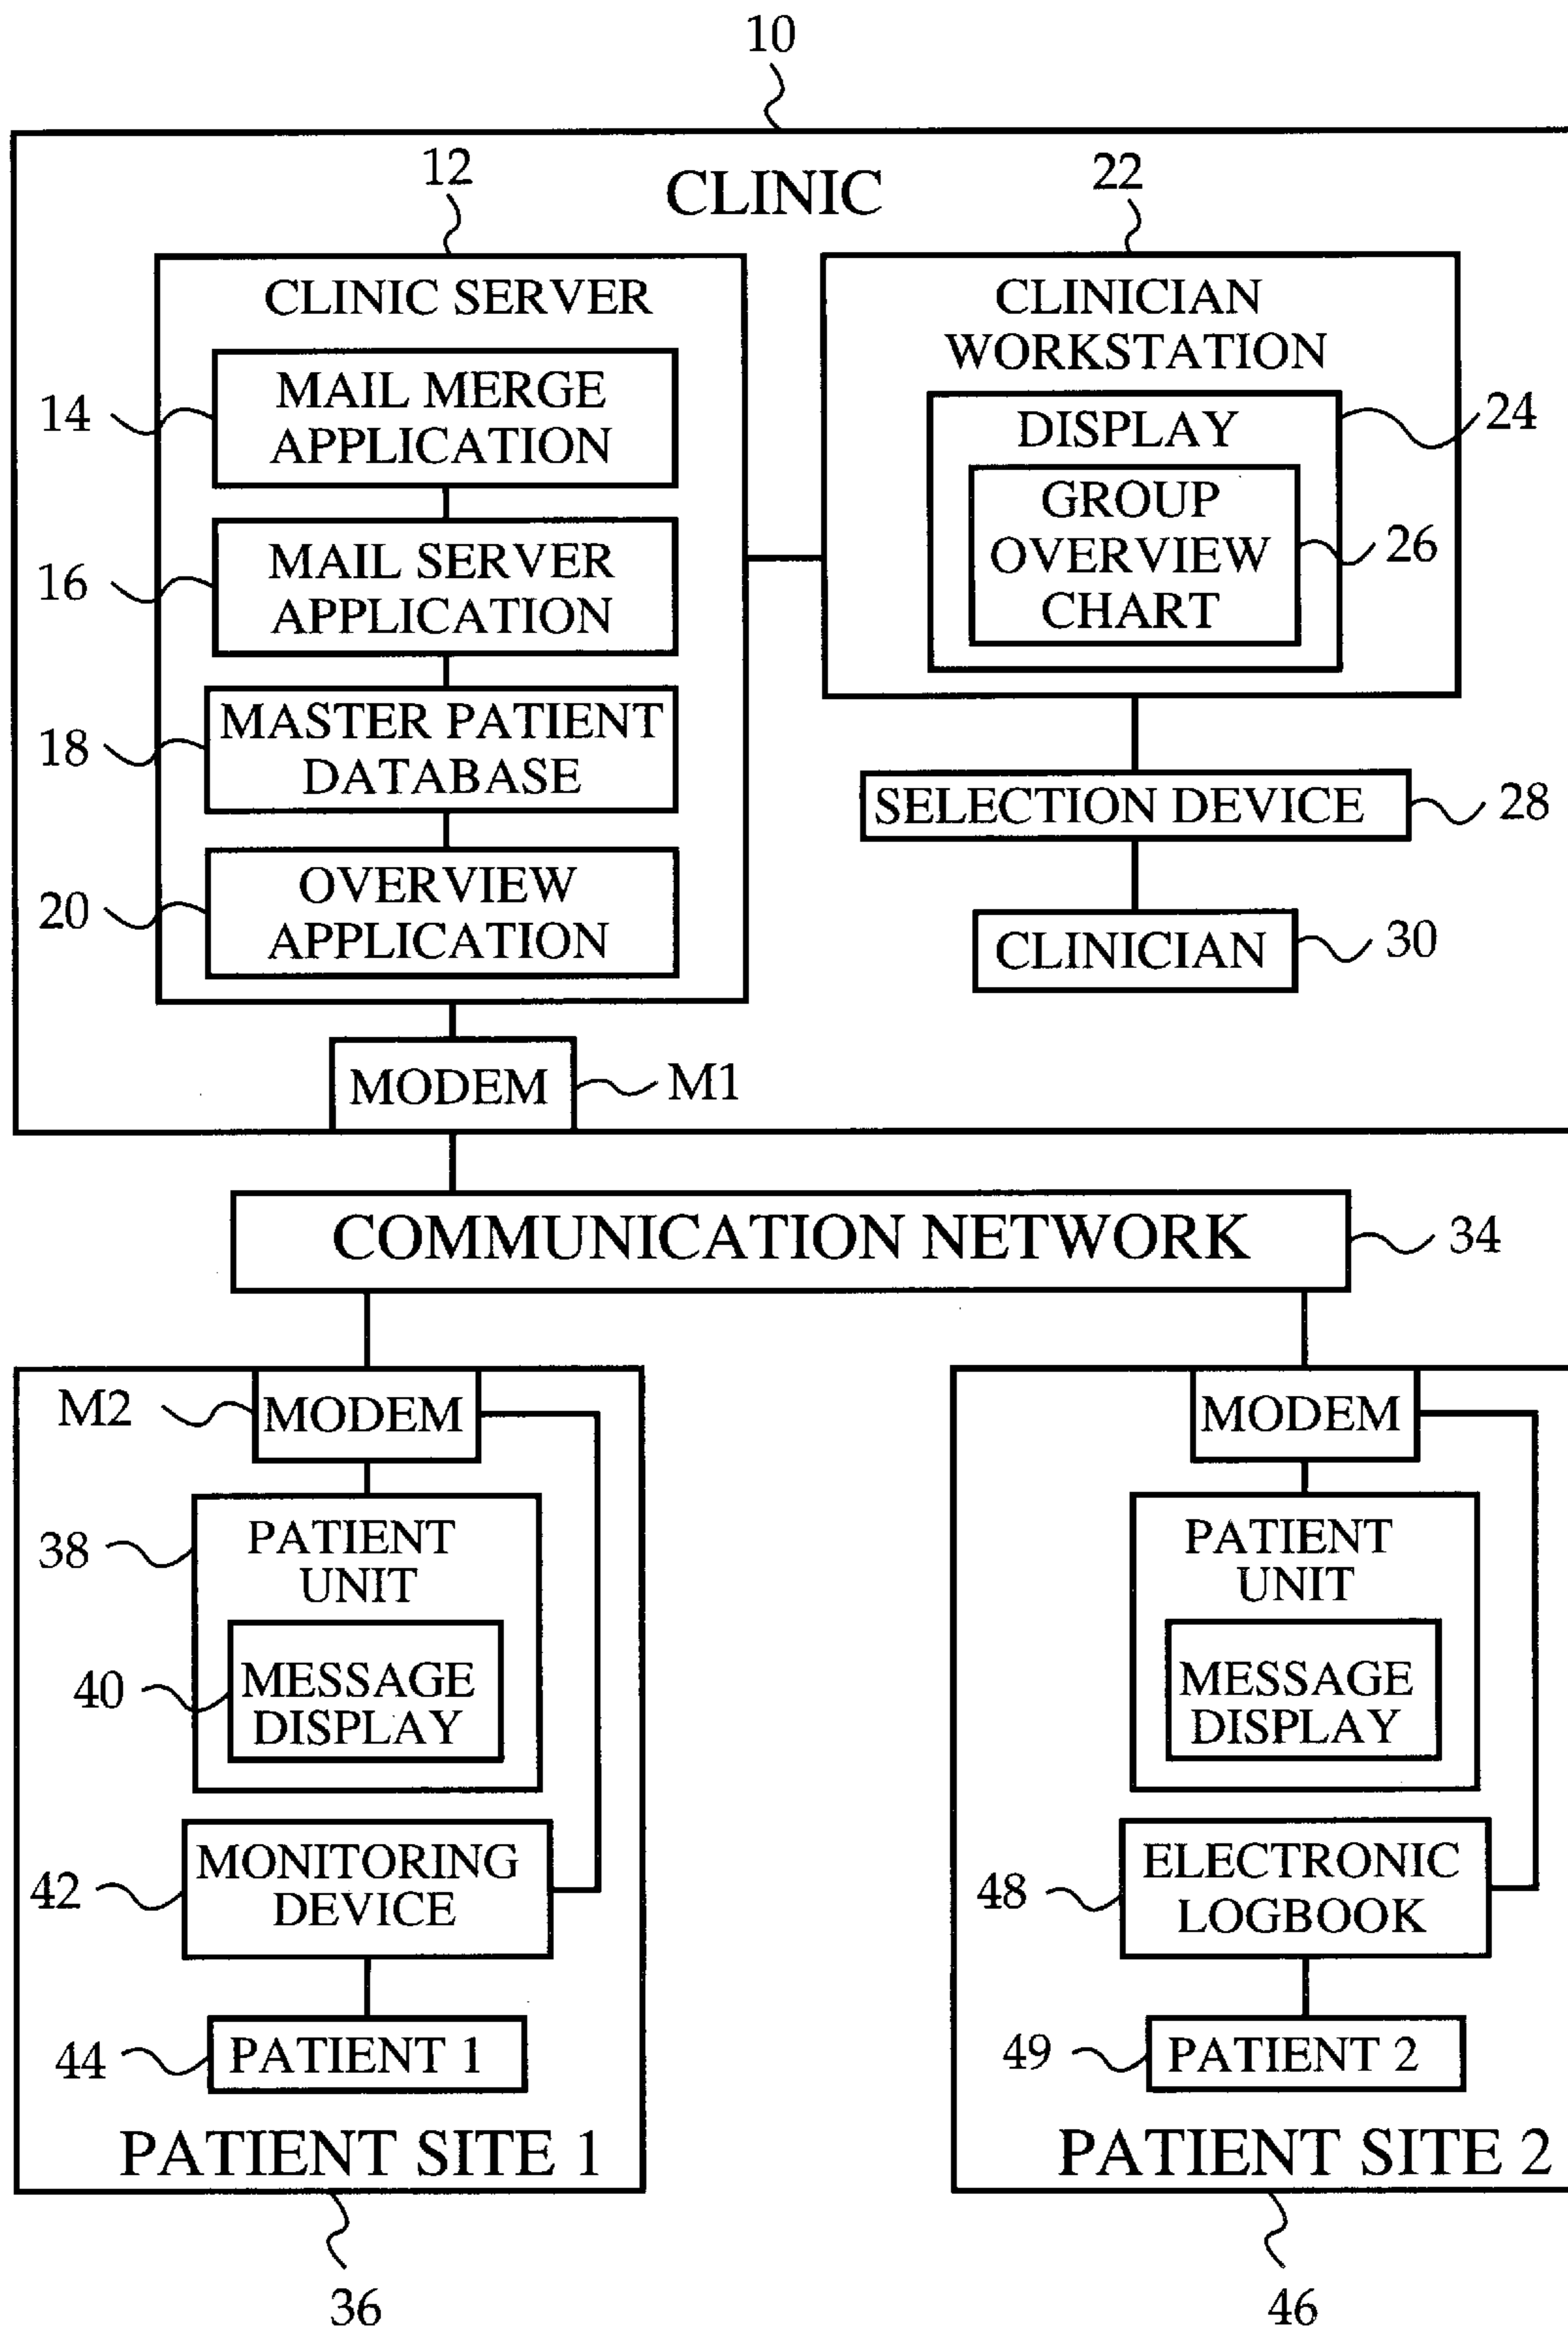 10
CLINIC
12
22
CLINIC SERVER
CLINICIAN
WORKSTATION
14
MAIL MERGE
APPLICATION
DISPLAY
24
GROUP
OVERVIEW
CHART
26
16
MAIL SERVER
APPLICATION
18
MASTER PATIENT
DATABASE
SELECTION DEVICE
28
20
OVERVIEW
APPLICATION
CLINICIAN
30
MODEM
M1
COMMUNICATION NETWORK
34
M2
MODEM
38
PATIENT
UNIT
40
MESSAGE
DISPLAY
42
MONITORING
DEVICE
44
PATIENT 1
PATIENT SITE 1
36
MODEM
PATIENT
UNIT
MESSAGE
DISPLAY
48
ELECTRONIC
LOGBOOK
49
PATIENT 2
PATIENT SITE 2
46